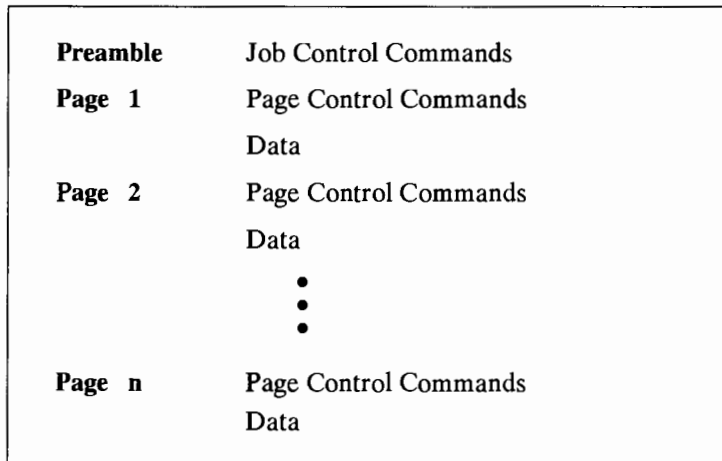 Preamble Job Control Commands
Page 1 Page Control Commands
Data
Page 2 Page Control Commands
Data
•
•
•
Page n Page Control Commands
Data